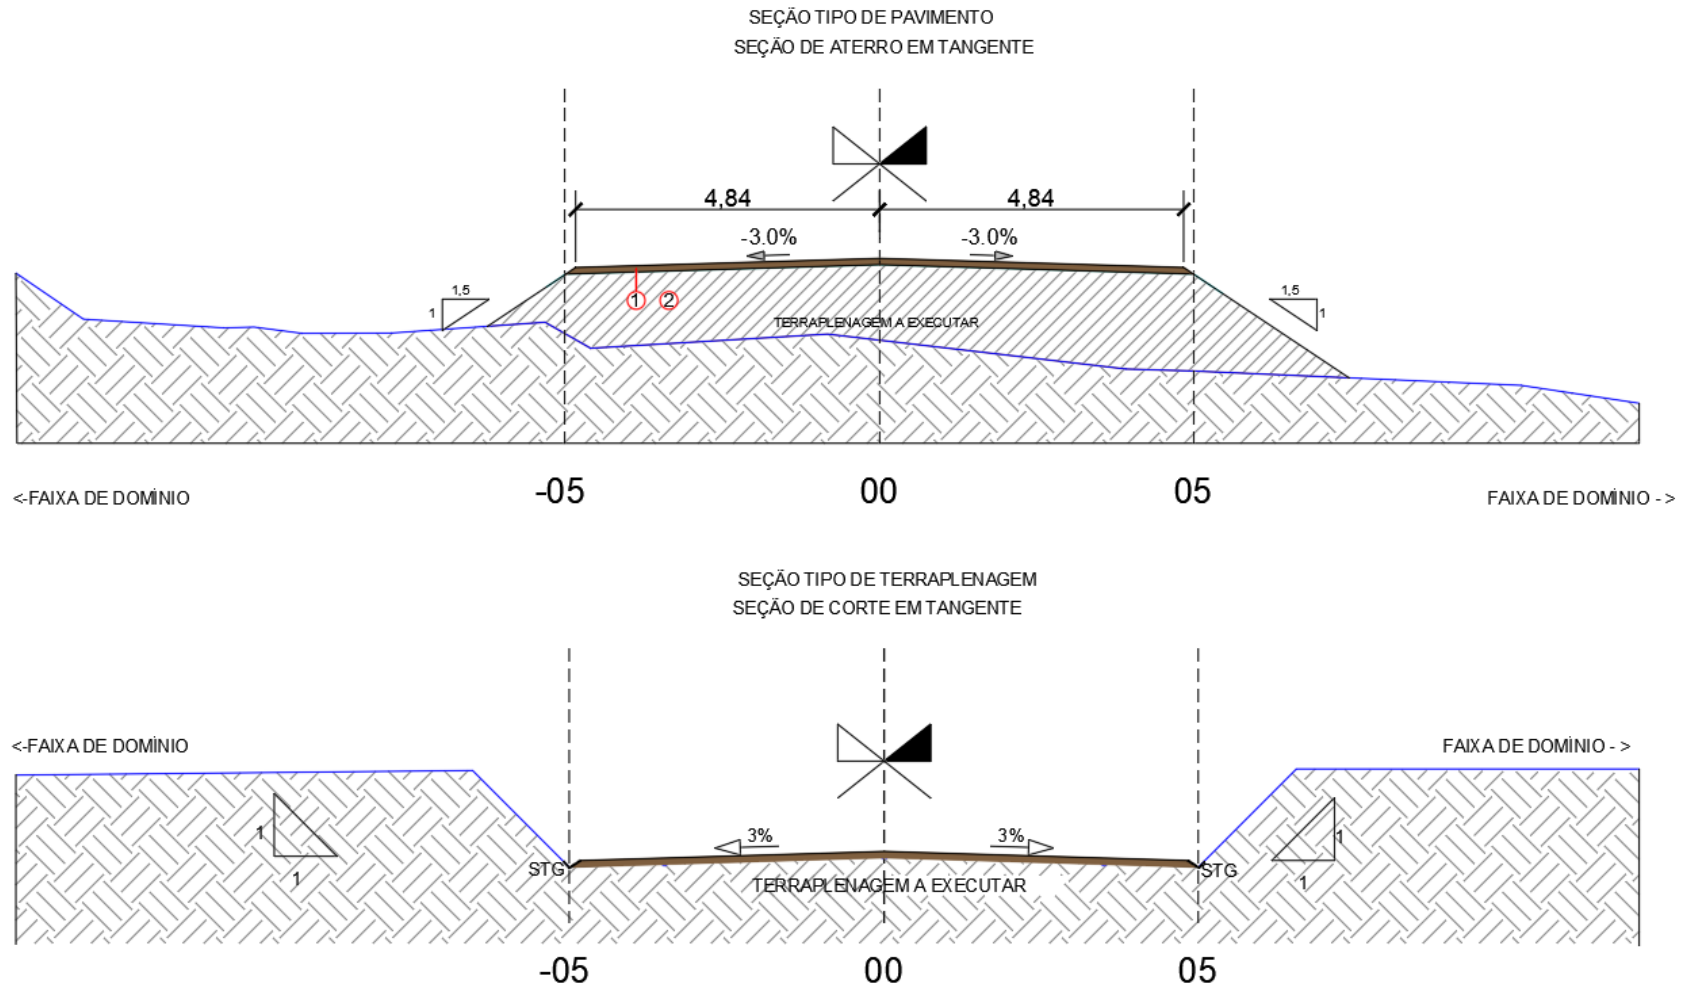 SEÇÃO TIPO DE PAVIMENTO
SEÇÃO DE ATERRO EM TANGENTE
4,84 4,84
-3.0% -3.0%
1,5 1,5
1 1 2 1
TERRAPLENAGEM A EXECUTAR
-05 00 05
<-FAIXA DE DOMÍNIO FAIXA DE DOMÍNIO - >
SEÇÃO TIPO DE TERRAPLENAGEM
SEÇÃO DE CORTE EM TANGENTE
<-FAIXA DE DOMÍNIO FAIXA DE DOMÍNIO - >
1 3% 3% 1
STG STG
1 TERRAPLENAGEM A EXECUTAR 1
-05 00 05